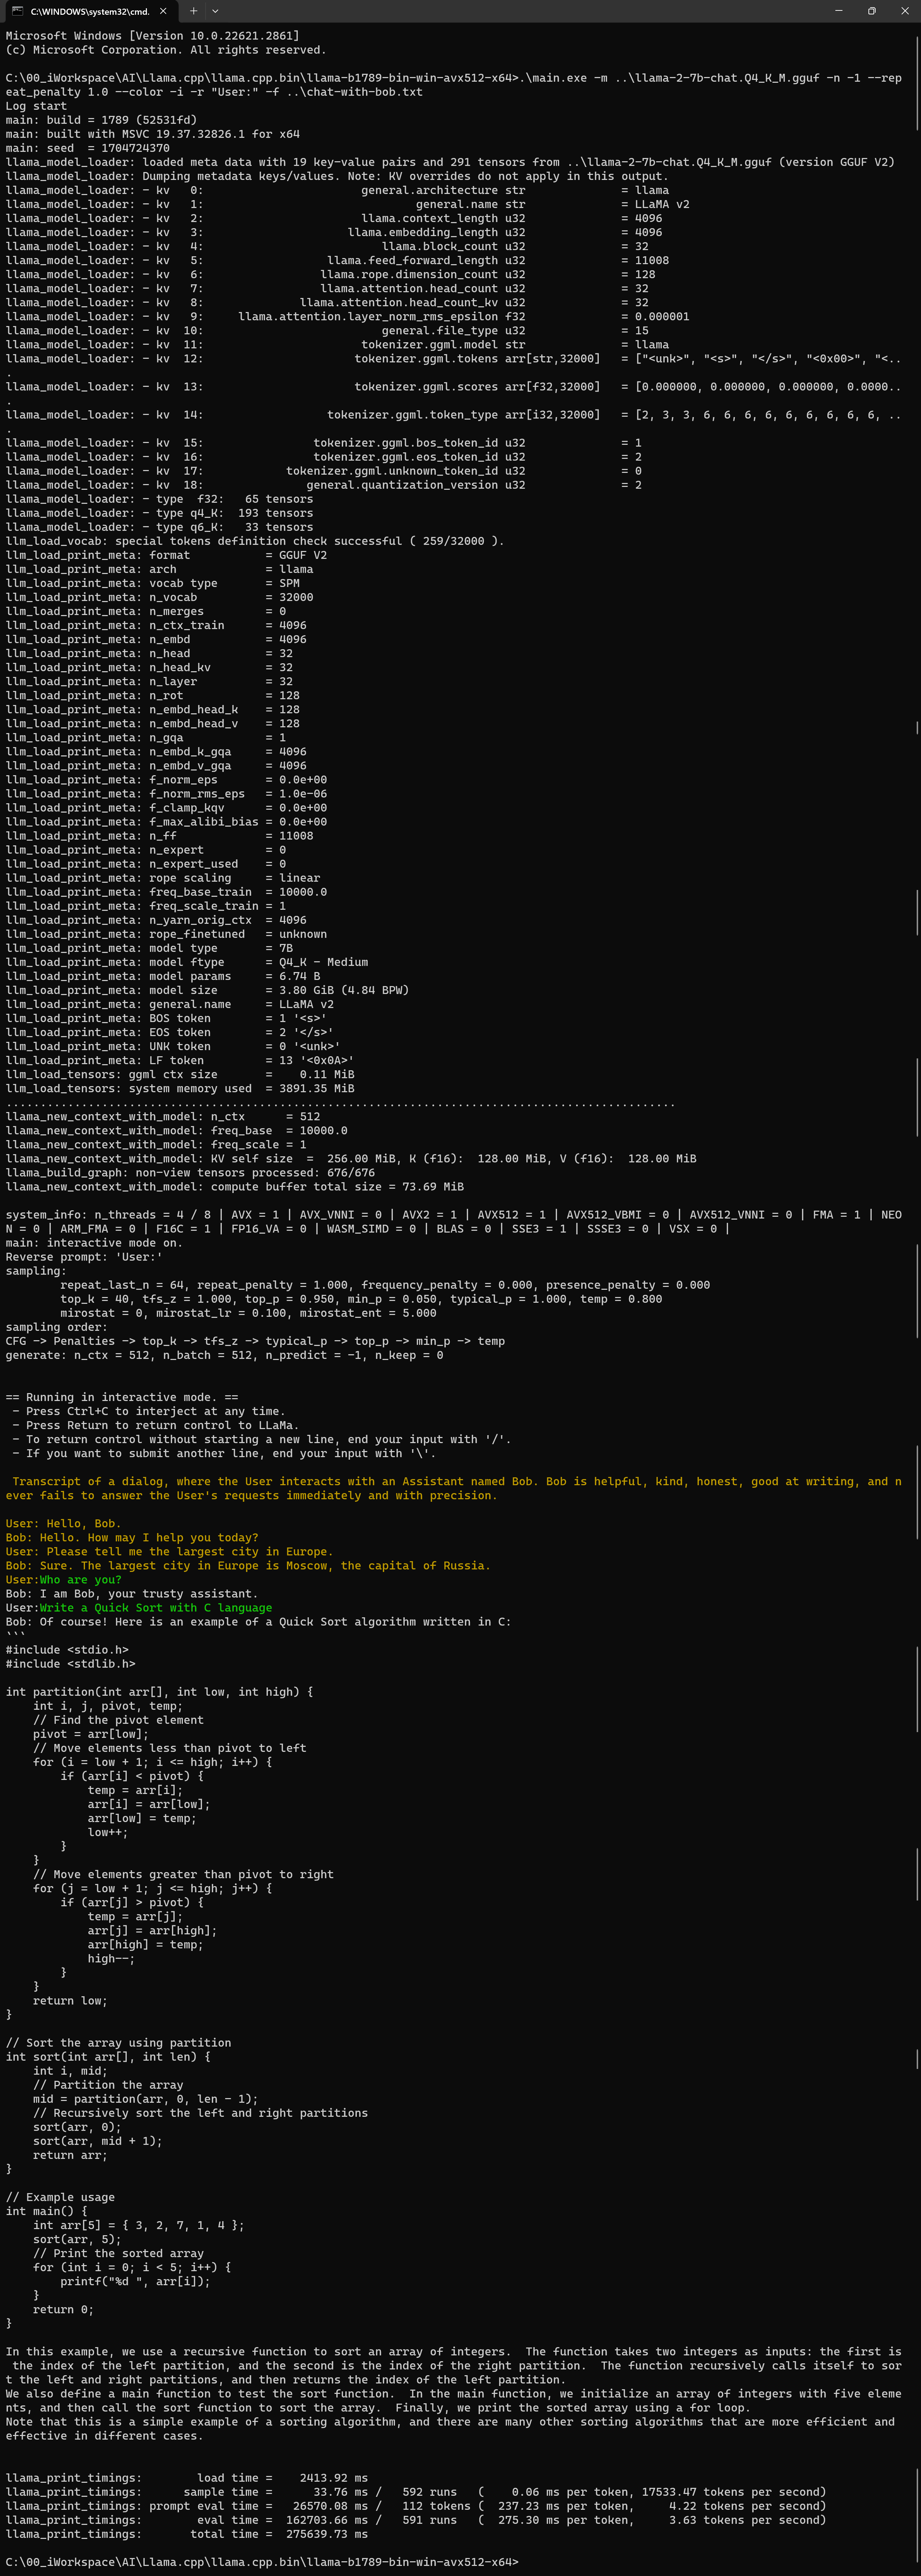 C:\WINDOWS\system32\cmd.
Microsoft Windows [Version 10.0.22621.2861]
(c) Microsoft Corporation. All rights reserved.
C:\00_iWorkspace\AI\Llama.cpp\llama.cpp.bin\llama-b1789-bin-win-avx512-x64>.\main.exe -m ..\llama-2-7b-chat.Q4_K_M.gguf -n -1 --rep
eat_penalty 1.0 --color -i -r "User:" -f ..\chat-with-bob.txt
Log start
main: build = 1789 (52531fd)
main: built with MSVC 19.37.32826.1 for x64
main: seed  = 1704724370
llama_model_loader: loaded meta data with 19 key-value pairs and 291 tensors from ..\llama-2-7b-chat.Q4_K_M.gguf (version GGUF V2)
llama_model_loader: Dumping metadata keys/values. Note: KV overrides do not apply in this output.
llama_model_loader: - kv   0:                       general.architecture str              = llama
llama_model_loader: - kv   1:                               general.name str              = LLaMA v2
llama_model_loader: - kv   2:                       llama.context_length u32              = 4096
llama_model_loader: - kv   3:                     llama.embedding_length u32              = 4096
llama_model_loader: - kv   4:                          llama.block_count u32              = 32
llama_model_loader: - kv   5:                  llama.feed_forward_length u32              = 11008
llama_model_loader: - kv   6:                 llama.rope.dimension_count u32              = 128
llama_model_loader: - kv   7:                 llama.attention.head_count u32              = 32
llama_model_loader: - kv   8:              llama.attention.head_count_kv u32              = 32
llama_model_loader: - kv   9:     llama.attention.layer_norm_rms_epsilon f32              = 0.000001
llama_model_loader: - kv  10:                          general.file_type u32              = 15
llama_model_loader: - kv  11:                       tokenizer.ggml.model str              = llama
llama_model_loader: - kv  12:                      tokenizer.ggml.tokens arr[str,32000]   = ["<unk>", "<s>", "</s>", "<0x00>", "<..
.
llama_model_loader: - kv  13:                      tokenizer.ggml.scores arr[f32,32000]   = [0.000000, 0.000000, 0.000000, 0.0000..
.
llama_model_loader: - kv  14:                  tokenizer.ggml.token_type arr[i32,32000]   = [2, 3, 3, 6, 6, 6, 6, 6, 6, 6, 6, 6, ..
.
llama_model_loader: - kv  15:                tokenizer.ggml.bos_token_id u32              = 1
llama_model_loader: - kv  16:                tokenizer.ggml.eos_token_id u32              = 2
llama_model_loader: - kv  17:            tokenizer.ggml.unknown_token_id u32              = 0
llama_model_loader: - kv  18:               general.quantization_version u32              = 2
llama_model_loader: - type  f32:   65 tensors
llama_model_loader: - type q4_K:  193 tensors
llama_model_loader: - type q6_K:   33 tensors
llm_load_vocab: special tokens definition check successful ( 259/32000 ).
llm_load_print_meta: format           = GGUF V2
llm_load_print_meta: arch             = llama
llm_load_print_meta: vocab type       = SPM
llm_load_print_meta: n_vocab          = 32000
llm_load_print_meta: n_merges         = 0
llm_load_print_meta: n_ctx_train      = 4096
llm_load_print_meta: n_embd           = 4096
llm_load_print_meta: n_head           = 32
llm_load_print_meta: n_head_kv        = 32
llm_load_print_meta: n_layer          = 32
llm_load_print_meta: n_rot            = 128
llm_load_print_meta: n_embd_head_k    = 128
llm_load_print_meta: n_embd_head_v    = 128
llm_load_print_meta: n_gqa            = 1
llm_load_print_meta: n_embd_k_gqa     = 4096
llm_load_print_meta: n_embd_v_gqa     = 4096
llm_load_print_meta: f_norm_eps       = 0.0e+00
llm_load_print_meta: f_norm_rms_eps   = 1.0e-06
llm_load_print_meta: f_clamp_kqv      = 0.0e+00
llm_load_print_meta: f_max_alibi_bias = 0.0e+00
llm_load_print_meta: n_ff             = 11008
llm_load_print_meta: n_expert         = 0
llm_load_print_meta: n_expert_used    = 0
llm_load_print_meta: rope scaling     = linear
llm_load_print_meta: freq_base_train  = 10000.0
llm_load_print_meta: freq_scale_train = 1
llm_load_print_meta: n_yarn_orig_ctx  = 4096
llm_load_print_meta: rope_finetuned   = unknown
llm_load_print_meta: model type       = 7B
llm_load_print_meta: model ftype      = Q4_K - Medium
llm_load_print_meta: model params     = 6.74 B
llm_load_print_meta: model size       = 3.80 GiB (4.84 BPW)
llm_load_print_meta: general.name     = LLaMA v2
llm_load_print_meta: BOS token        = 1 '<s>'
llm_load_print_meta: EOS token        = 2 '</s>'
llm_load_print_meta: UNK token        = 0 '<unk>'
llm_load_print_meta: LF token         = 13 '<0x0A>'
llm_load_tensors: ggml ctx size       =    0.11 MiB
llm_load_tensors: system memory used  = 3891.35 MiB
..................................................................................................
llama_new_context_with_model: n_ctx      = 512
llama_new_context_with_model: freq_base  = 10000.0
llama_new_context_with_model: freq_scale = 1
llama_new_context_with_model: KV self size  =  256.00 MiB, K (f16):  128.00 MiB, V (f16):  128.00 MiB
llama_build_graph: non-view tensors processed: 676/676
llama_new_context_with_model: compute buffer total size = 73.69 MiB
system_info: n_threads = 4 / 8 | AVX = 1 | AVX_VNNI = 0 | AVX2 = 1 | AVX512 = 1 | AVX512_VBMI = 0 | AVX512_VNNI = 0 | FMA = 1 | NEO
N = 0 | ARM_FMA = 0 | F16C = 1 | FP16_VA = 0 | WASM_SIMD = 0 | BLAS = 0 | SSE3 = 1 | SSSE3 = 0 | VSX = 0 |
main: interactive mode on.
Reverse prompt: 'User:'
sampling:
        repeat_last_n = 64, repeat_penalty = 1.000, frequency_penalty = 0.000, presence_penalty = 0.000
        top_k = 40, tfs_z = 1.000, top_p = 0.950, min_p = 0.050, typical_p = 1.000, temp = 0.800
        mirostat = 0, mirostat_lr = 0.100, mirostat_ent = 5.000
sampling order:
CFG -> Penalties -> top_k -> tfs_z -> typical_p -> top_p -> min_p -> temp
generate: n_ctx = 512, n_batch = 512, n_predict = -1, n_keep = 0
== Running in interactive mode. ==
 - Press Ctrl+C to interject at any time.
 - Press Return to return control to LLaMa.
 - To return control without starting a new line, end your input with '/'.
 - If you want to submit another line, end your input with '\'.
 Transcript of a dialog, where the User interacts with an Assistant named Bob. Bob is helpful, kind, honest, good at writing, and n
ever fails to answer the User's requests immediately and with precision.
User: Hello, Bob.
Bob: Hello. How may I help you today?
User: Please tell me the largest city in Europe.
Bob: Sure. The largest city in Europe is Moscow, the capital of Russia.
User:Who are you?
Bob: I am Bob, your trusty assistant.
User:Write a Quick Sort with C language
Bob: Of course! Here is an example of a Quick Sort algorithm written in C:
```
#include <stdio.h>
#include <stdlib.h>
int partition(int arr[], int low, int high) {
    int i, j, pivot, temp;
    // Find the pivot element
    pivot = arr[low];
    // Move elements less than pivot to left
    for (i = low + 1; i <= high; i++) {
        if (arr[i] < pivot) {
            temp = arr[i];
            arr[i] = arr[low];
            arr[low] = temp;
            low++;
        }
    }
    // Move elements greater than pivot to right
    for (j = low + 1; j <= high; j++) {
        if (arr[j] > pivot) {
            temp = arr[j];
            arr[j] = arr[high];
            arr[high] = temp;
            high--;
        }
    }
    return low;
}
// Sort the array using partition
int sort(int arr[], int len) {
    int i, mid;
    // Partition the array
    mid = partition(arr, 0, len - 1);
    // Recursively sort the left and right partitions
    sort(arr, 0);
    sort(arr, mid + 1);
    return arr;
}
// Example usage
int main() {
    int arr[5] = { 3, 2, 7, 1, 4 };
    sort(arr, 5);
    // Print the sorted array
    for (int i = 0; i < 5; i++) {
        printf("%d ", arr[i]);
    }
    return 0;
}
In this example, we use a recursive function to sort an array of integers.  The function takes two integers as inputs: the first is
 the index of the left partition, and the second is the index of the right partition.  The function recursively calls itself to sor
t the left and right partitions, and then returns the index of the left partition.
We also define a main function to test the sort function.  In the main function, we initialize an array of integers with five eleme
nts, and then call the sort function to sort the array.  Finally, we print the sorted array using a for loop.
Note that this is a simple example of a sorting algorithm, and there are many other sorting algorithms that are more efficient and
effective in different cases.
llama_print_timings:        load time =    2413.92 ms
llama_print_timings:      sample time =      33.76 ms /   592 runs   (    0.06 ms per token, 17533.47 tokens per second)
llama_print_timings: prompt eval time =   26570.08 ms /   112 tokens (  237.23 ms per token,     4.22 tokens per second)
llama_print_timings:        eval time =  162703.66 ms /   591 runs   (  275.30 ms per token,     3.63 tokens per second)
llama_print_timings:       total time =  275639.73 ms
C:\00_iWorkspace\AI\Llama.cpp\llama.cpp.bin\llama-b1789-bin-win-avx512-x64>